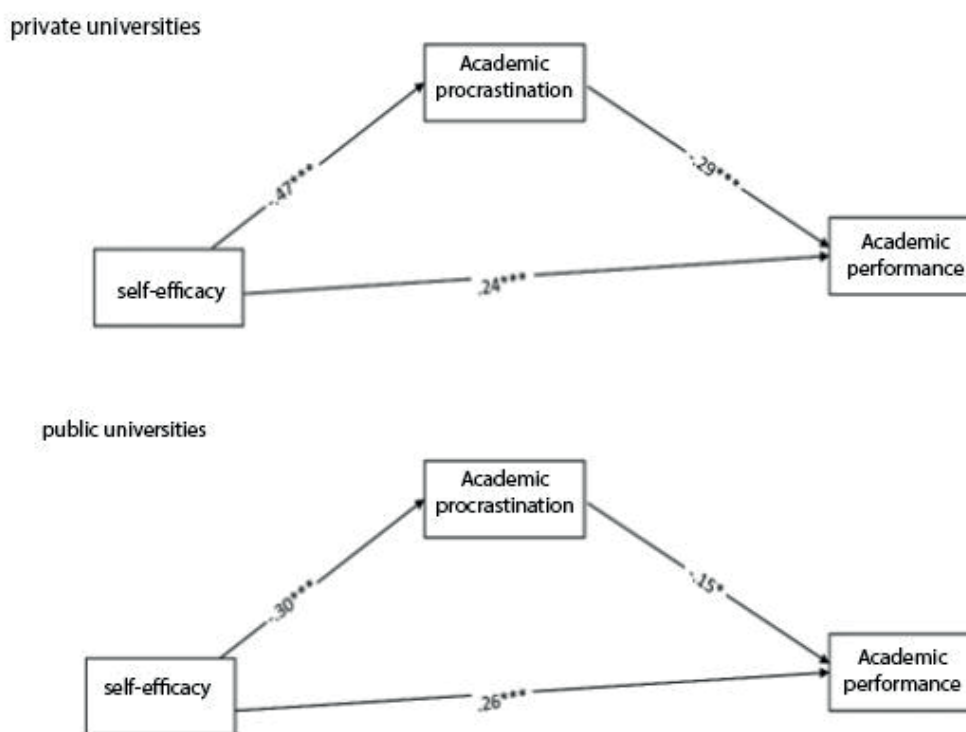 private universities
Academic
procrastination
-.47***
-.29***
Academic
performance
self-efficacy
.24***
public universities
Academic
procrastination
-.30***
-.15*
Academic
performance
self-efficacy
.26***